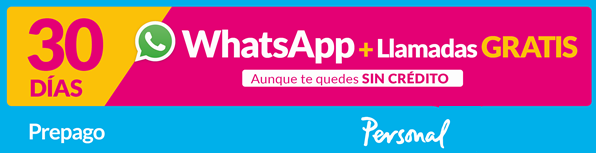 30
DÍAS
WhatsApp + Llamadas GRATIS
Aunque te quedes SIN CRÉDITO
Prepago
Personal